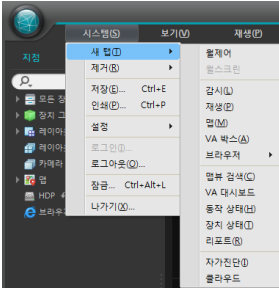 시스템(S) 보기(V) 재생(P)
지점
새 탭(T)
제거(R)
저장(E)... Ctrl+E
인쇄(P)... Ctrl+P
설정
로그인(I)...
로그아웃(O)...
잠금... Ctrl+Alt+L
나가기(X)...
월제어
월스크린
감시(L)
재생(P)
맵(M)
VA 박스(A)
브라우저
맵뷰 검색(C)
VA 대시보드
동작 상태(H)
장치 상태(T)
리포트(R)
자가진단(I)
클라우드
모든 장
장치 그
레이아
레이아
카메라
맵
HDP
브라우